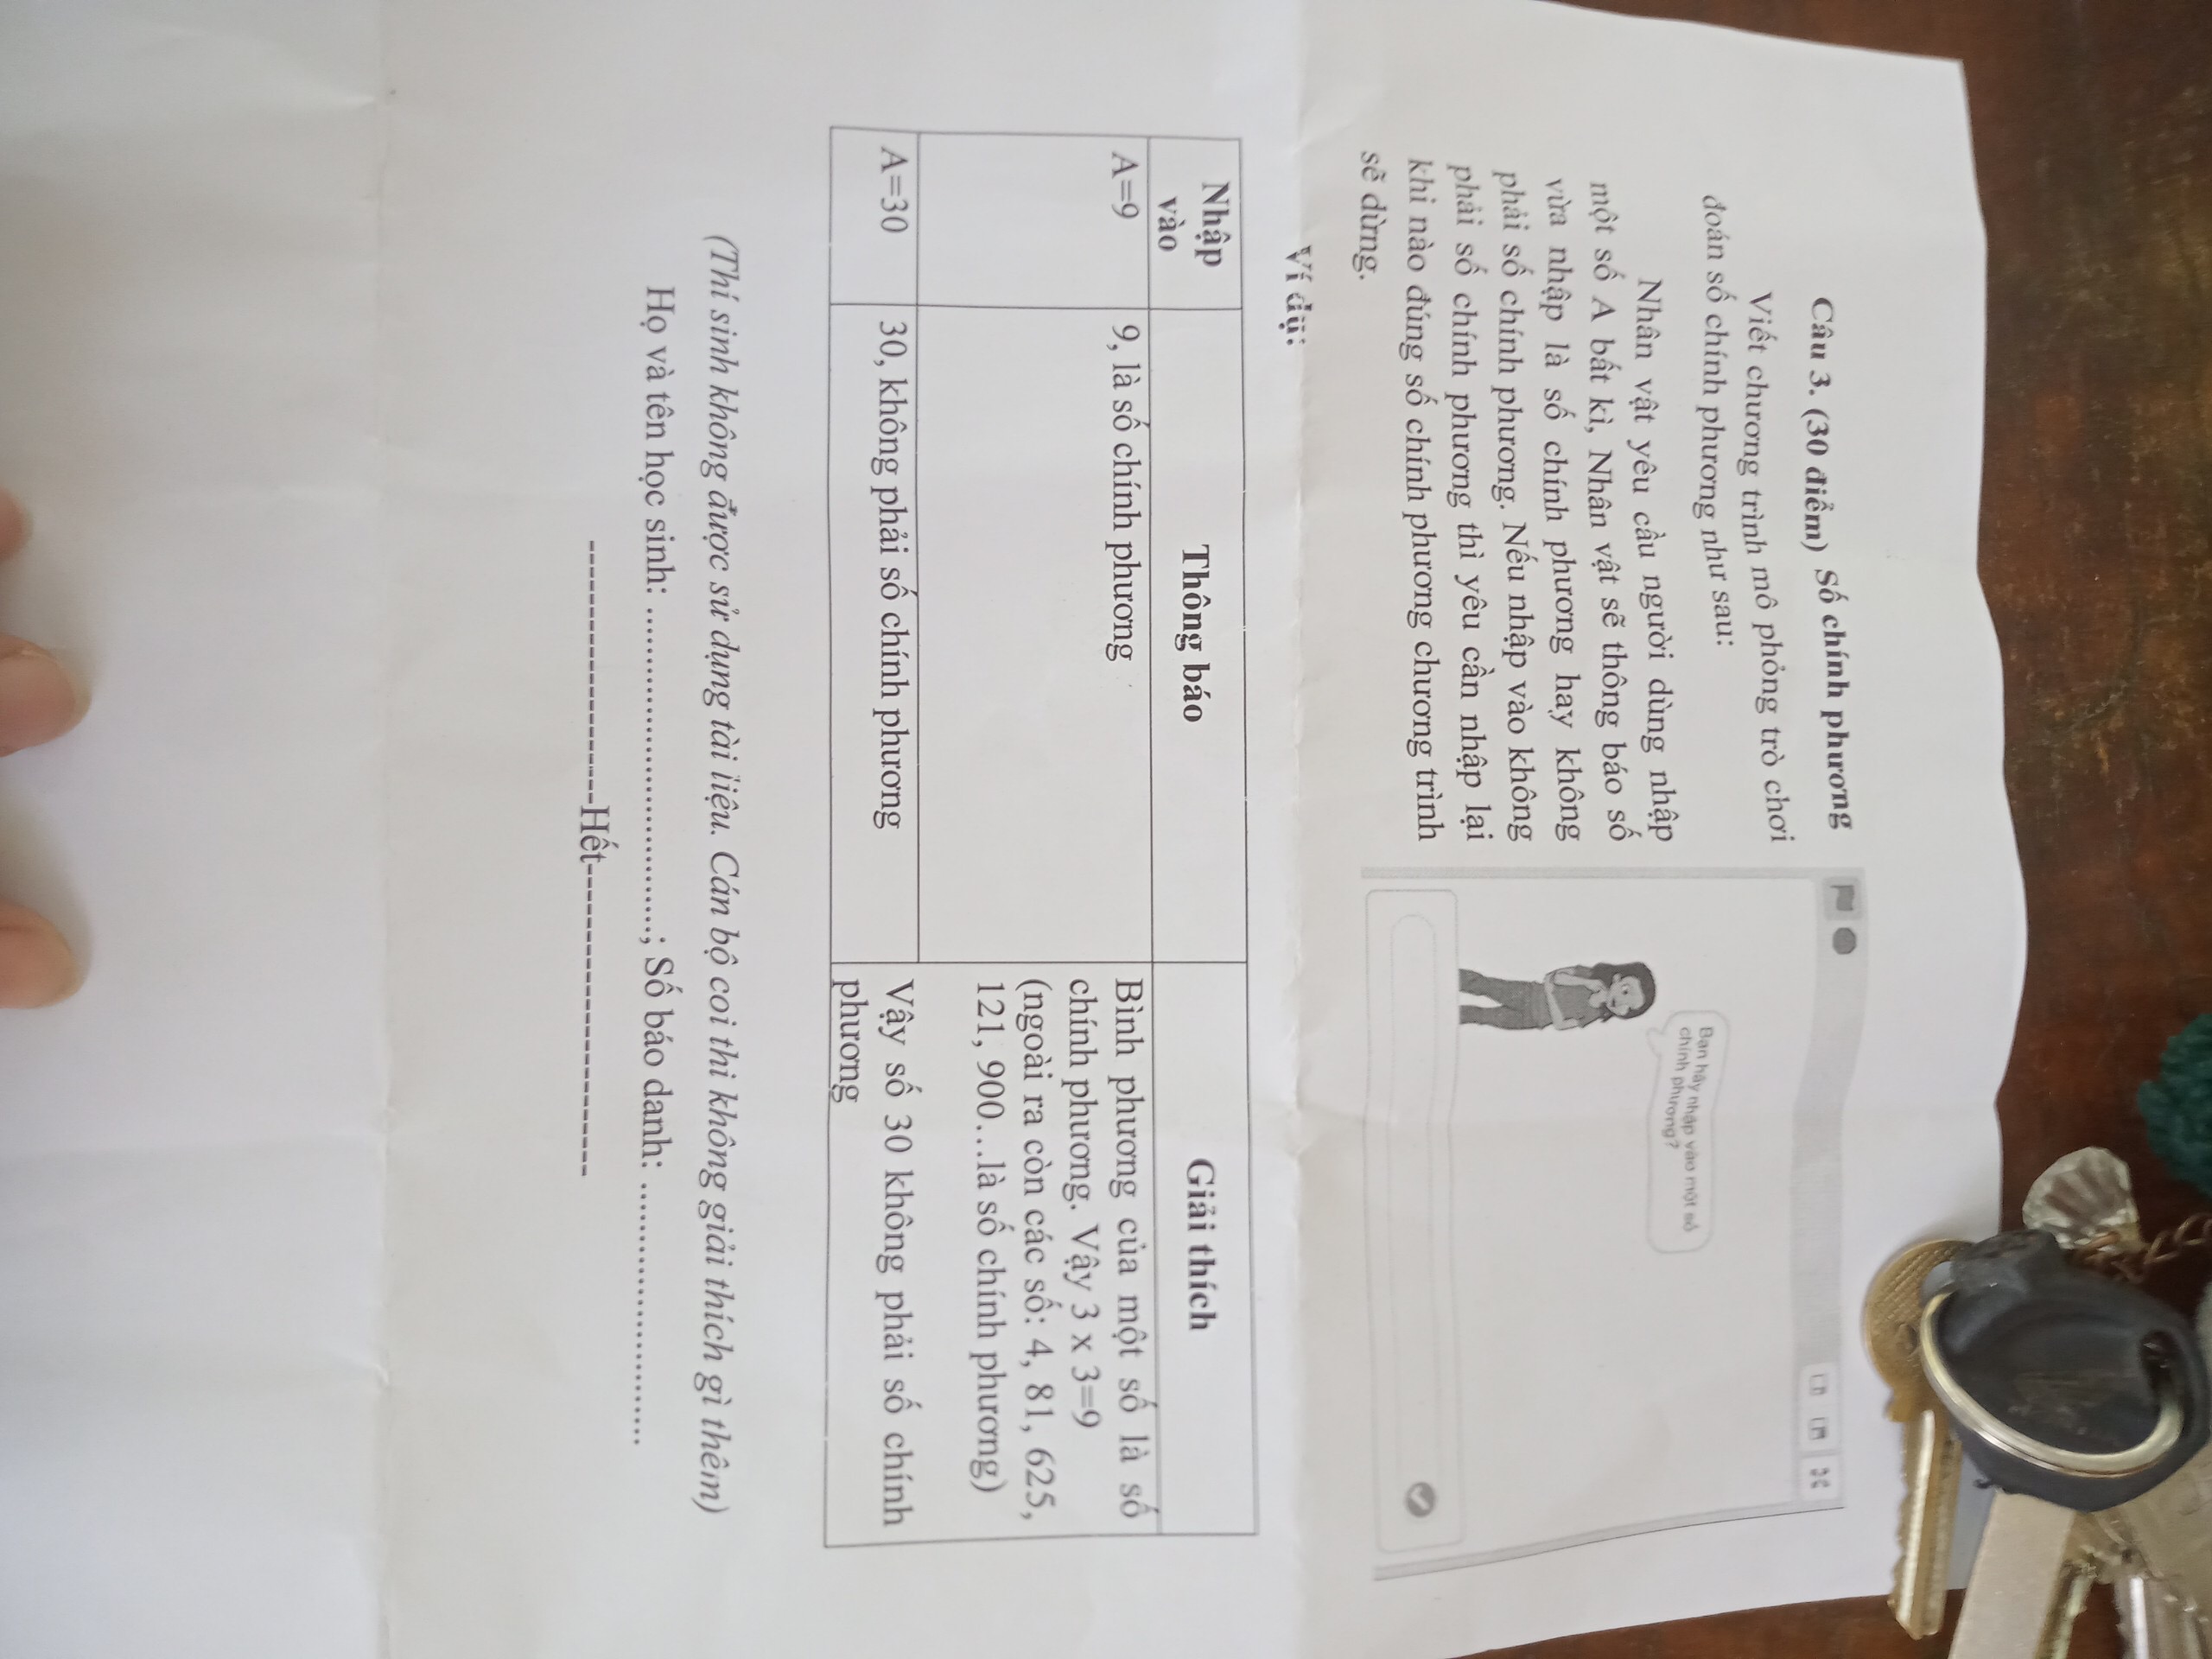 Câu 3. (30 điểm) Số chính phương
Viết chương trình mô phỏng trò chơi
đoán số chính phương như sau:
Nhân vật yêu cầu người dùng nhập
một số A bất kì, Nhân vật sẽ thông báo số
vừa nhập là số chính phương hay không
phải số chính phương. Nếu nhập vào không
phải số chính phương thì yêu cần nhập lại
khi nào đúng số chính phương chương trình
sẽ dừng.
Bạn hãy nhập vào một số
chính phương?
Ví dụ:
Nhập
vào
Thông báo
Giải thích
A=9
9, là số chính phương
Bình phương của một số là số
chính phương. Vậy 3 x 3=9
(ngoài ra còn các số: 4, 81, 625,
121, 900…là số chính phương)
A=30
30, không phải số chính phương
Vậy số 30 không phải số chính
phương
(Thí sinh không được sử dụng tài liệu. Cán bộ coi thi không giải thích gì thêm)
Họ và tên học sinh: ........................................; Số báo danh: ..............................
--------------------Hết------------------------